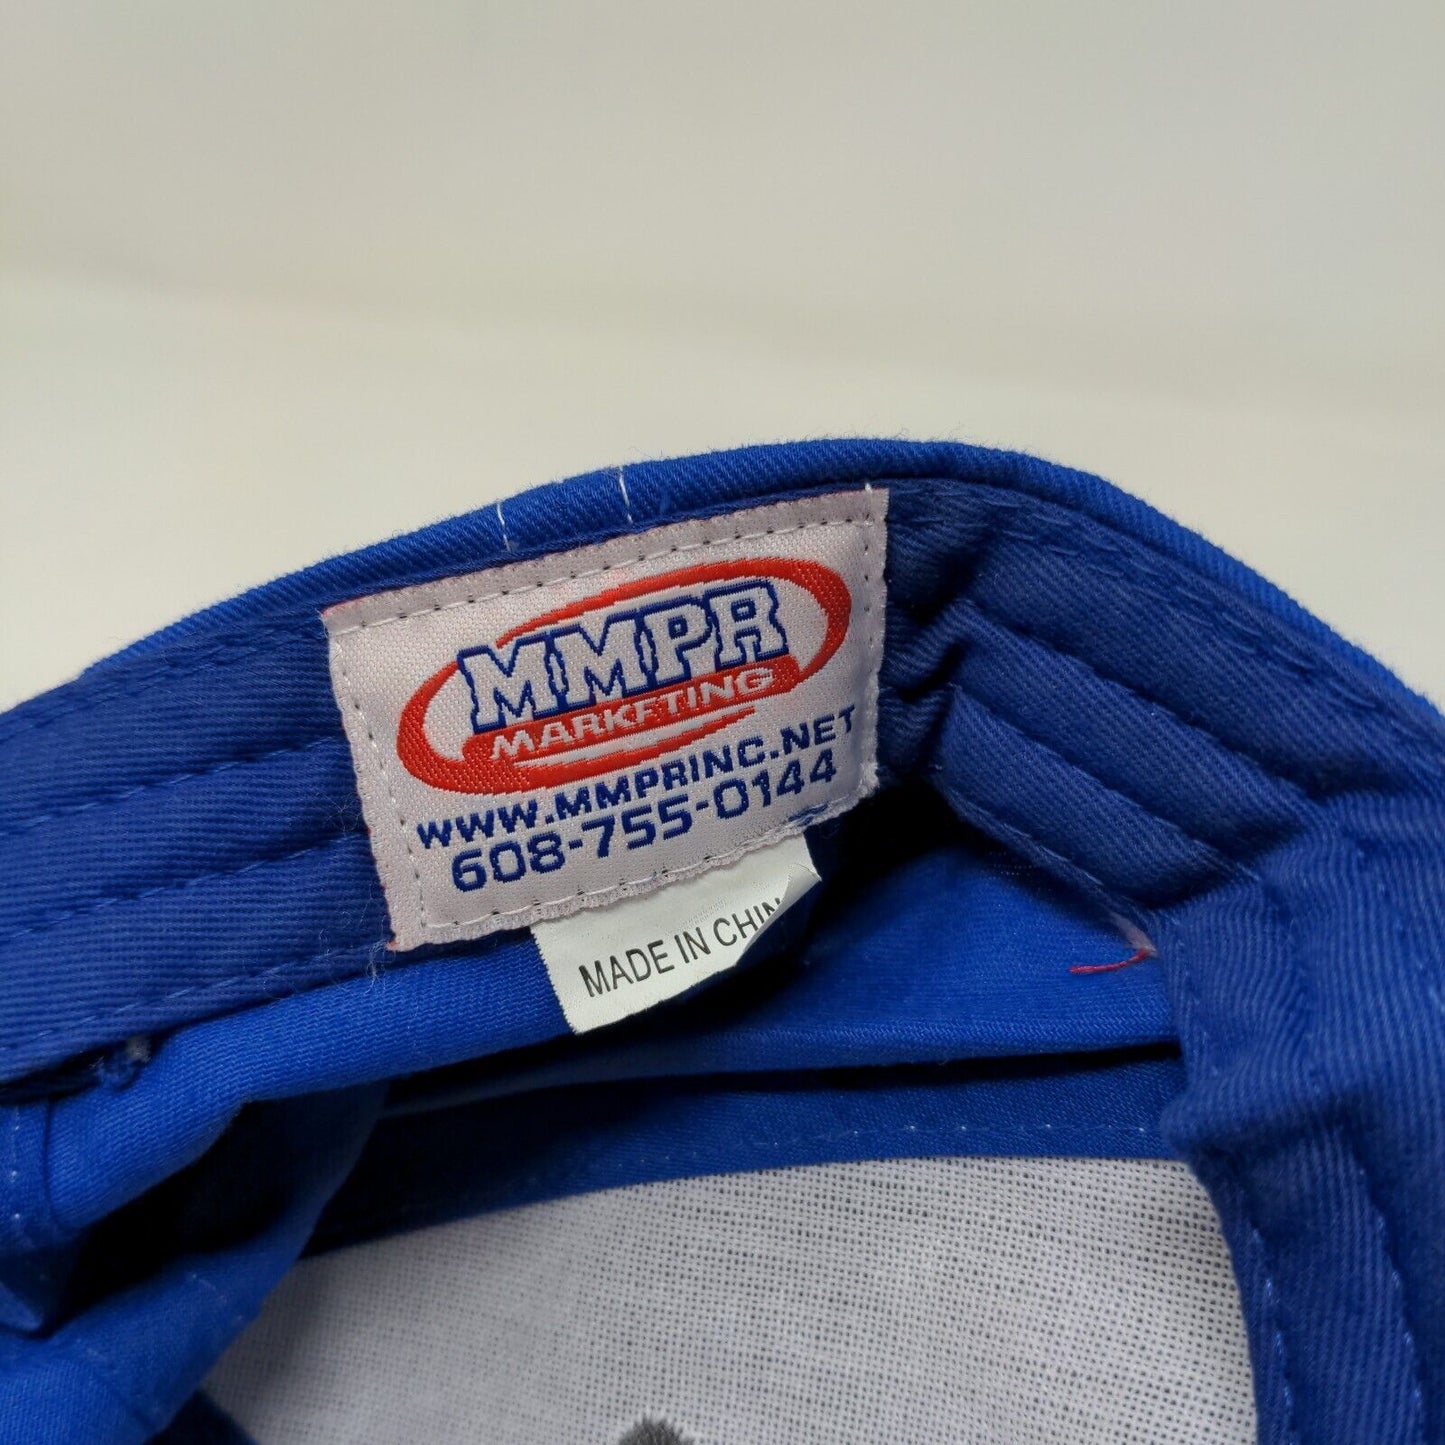 MMPR
MARKETING
WWW.MMPRINC.NET
608-755-0144
MADE IN CHIN